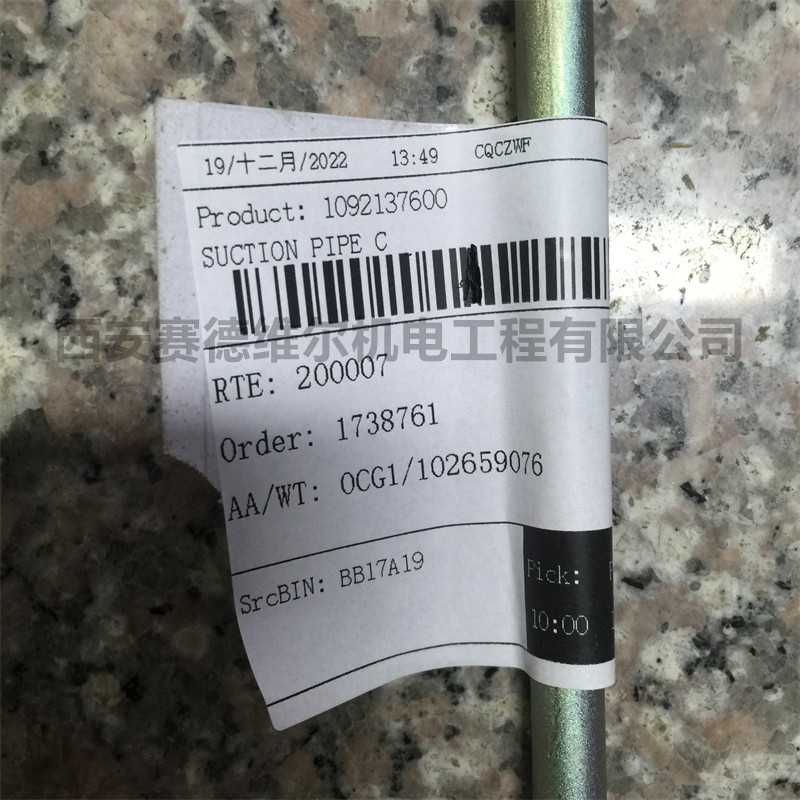 19/十二月/2022 13:49 CQCZWF
Product: 1092137600
SUCTION PIPE C
西安赛德维尔机电工程有限公司
RTE: 200007
Order: 1738761
AA/WT: OCG1/102659076
SrcBIN: BB17A19
Pick:
10:00